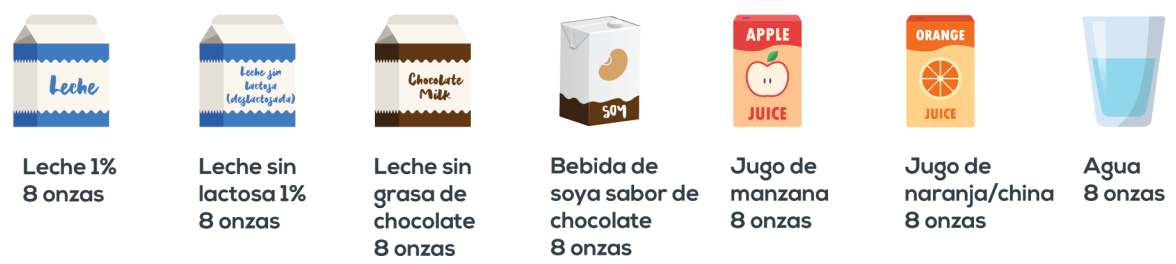 Leche
Leche sin
lactosa
(deslactosada)
Chocolate
Milk
SOY
APPLE
JUICE
ORANGE
JUICE
Leche 1%
8 onzas
Leche sin
lactosa 1%
8 onzas
Leche sin
grasa de
chocolate
8 onzas
Bebida de
soya sabor de
chocolate
8 onzas
Jugo de
manzana
8 onzas
Jugo de
naranja/china
8 onzas
Agua
8 onzas